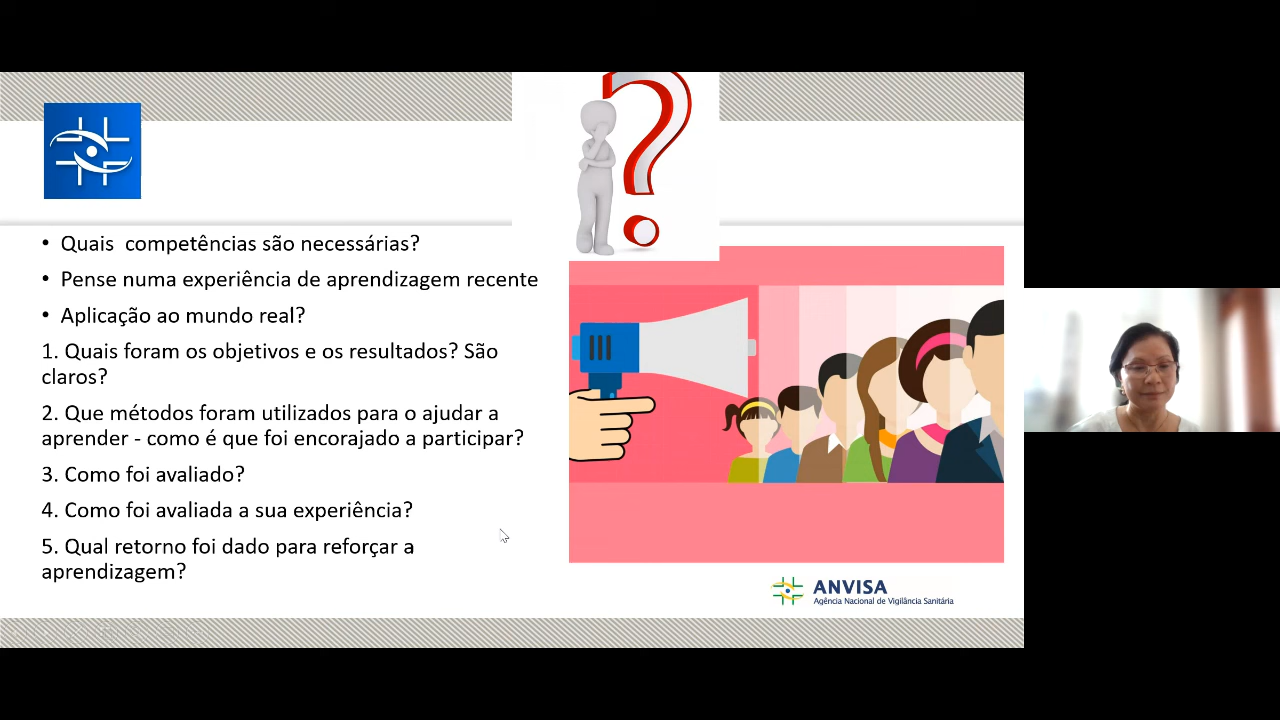 • Quais  competências são necessárias?
• Pense numa experiência de aprendizagem recente
• Aplicação ao mundo real?
1. Quais foram os objetivos e os resultados? São
claros?
2. Que métodos foram utilizados para o ajudar a
aprender - como é que foi encorajado a participar?
3. Como foi avaliado?
4. Como foi avaliada a sua experiência?
5. Qual retorno foi dado para reforçar a
aprendizagem?
ANVISA
Agência Nacional de Vigilância Sanitária